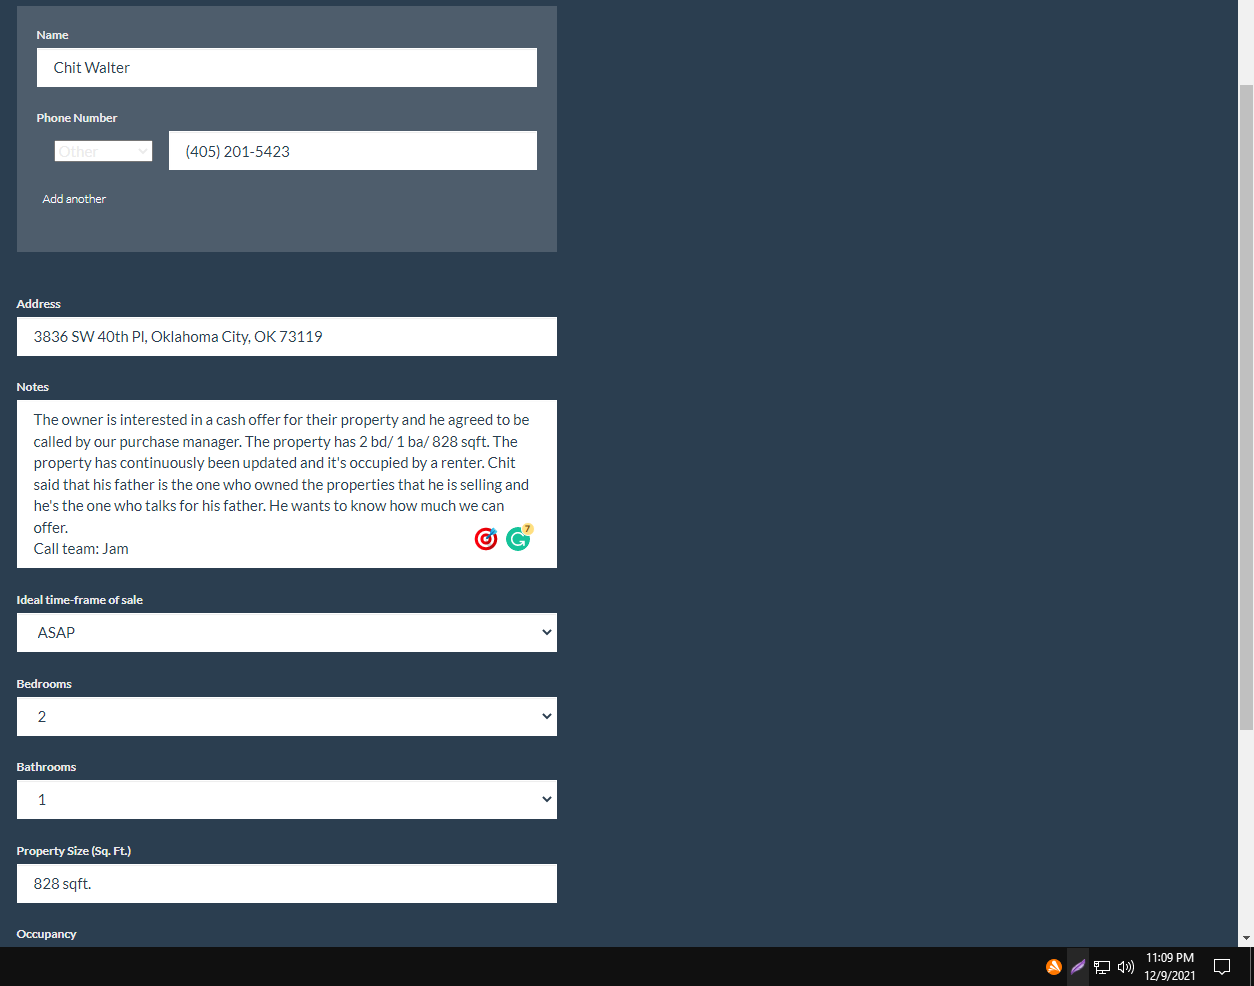 Name
Chit Walter
Phone Number
Other
(405) 201-5423
Add another
Address
3836 SW 40th Pl, Oklahoma City, OK 73119
Notes
The owner is interested in a cash offer for their property and he agreed to be
called by our purchase manager. The property has 2 bd/ 1 ba/ 828 sqft. The
property has continuously been updated and it's occupied by a renter. Chit
said that his father is the one who owned the properties that he is selling and
he's the one who talks for his father. He wants to know how much we can
offer.
Call team: Jam
7
Ideal time-frame of sale
ASAP
Bedrooms
2
Bathrooms
1
Property Size (Sq. Ft.)
828 sqft.
Occupancy
11:09 PM
12/9/2021